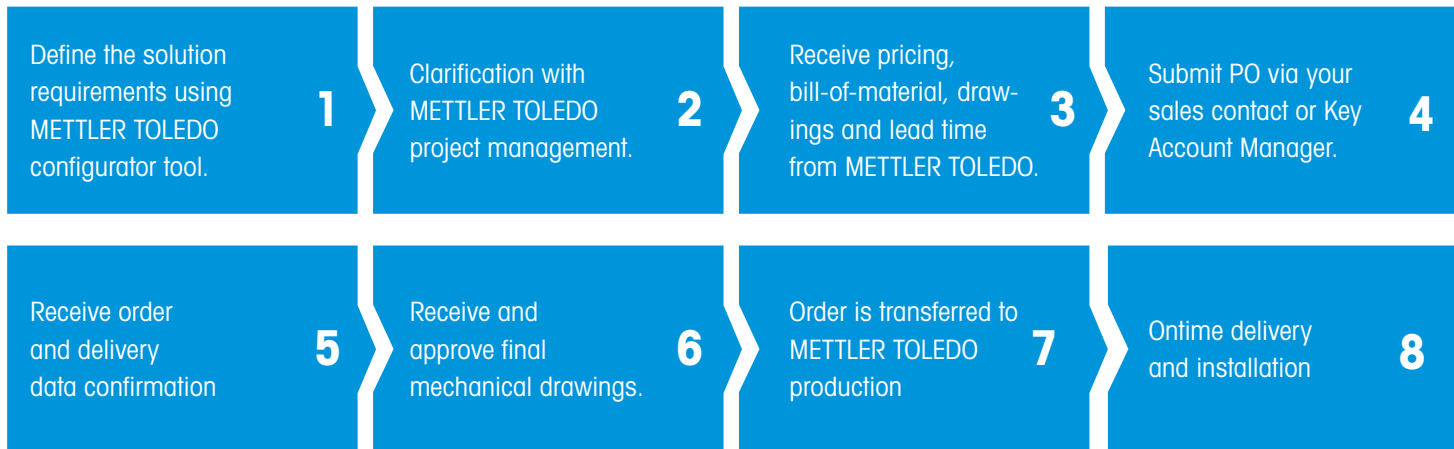 Define the solution
requirements using
METTLER TOLEDO
configurator tool.
1
Clarification with
METTLER TOLEDO
project management.
2
Receive pricing,
bill-of-material, draw-
ings and lead time
from METTLER TOLEDO.
3
Submit PO via your
sales contact or Key
Account Manager.
4
Receive order
and delivery
data confirmation
5
Receive and
approve final
mechanical drawings.
6
Order is transferred to
METTLER TOLEDO
production
7
Ontime delivery
and installation
8